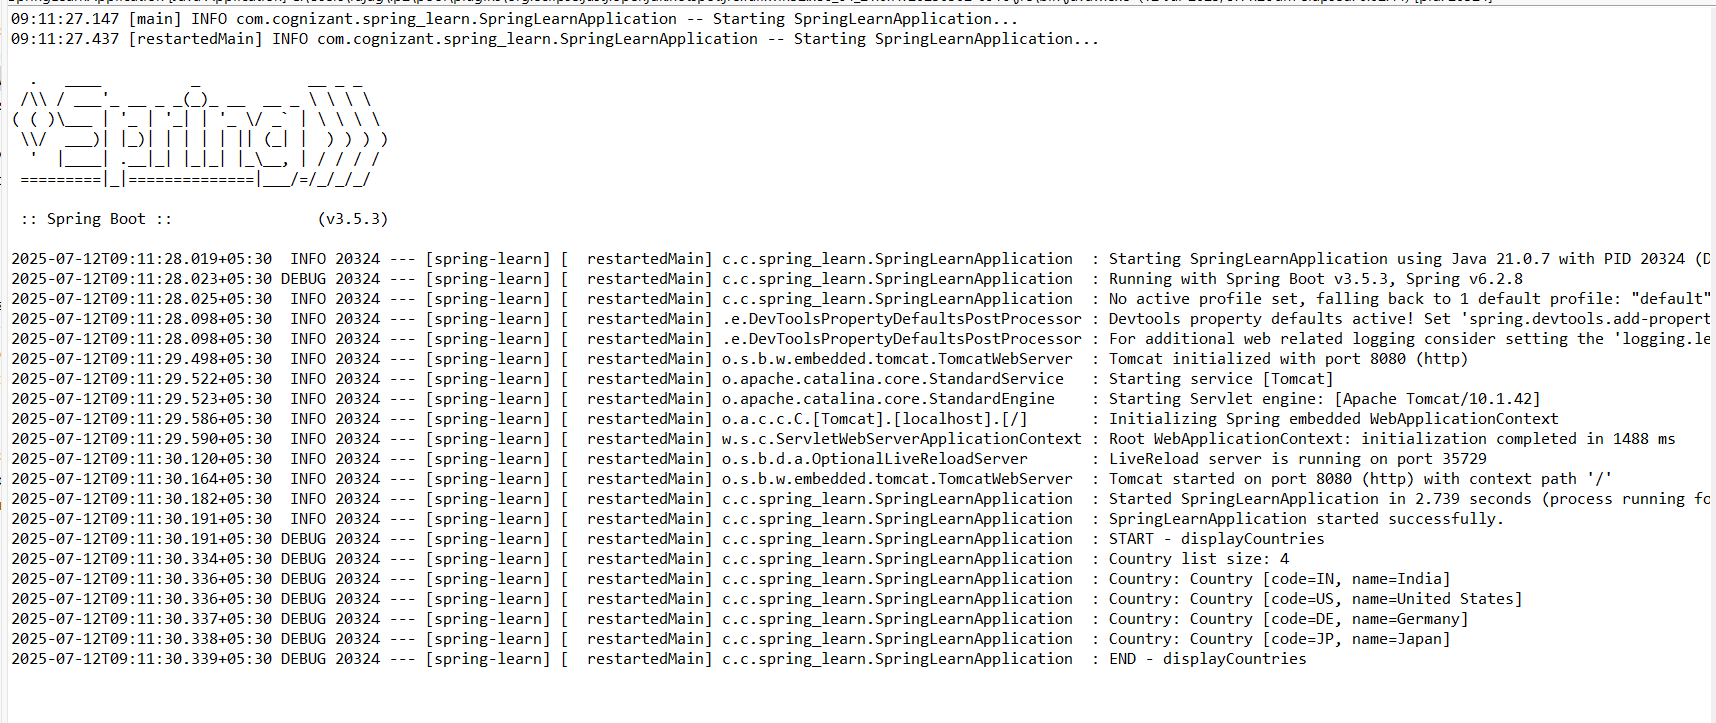 09:11:27.147 [main] INFO com.cognizant.spring_learn.SpringLearnApplication -- Starting SpringLearnApplication...
09:11:27.437 [restartedMain] INFO com.cognizant.spring_learn.SpringLearnApplication -- Starting SpringLearnApplication...

  .   ____          _            __ _ _
 /\\ / ___'_ __ _ _(_)_ __  __ _ \ \ \ \
( ( )\___ | '_ | '_| | '_ \/ _` | \ \ \ \
 \\/  ___)| |_)| | | | | || (_| |  ) ) ) )
  '  |____| .__|_| |_|_| |_\__, | / / / /
 =========|_|==============|___/=/_/_/_/

 :: Spring Boot ::                (v3.5.3)

2025-07-12T09:11:28.019+05:30  INFO 20324 --- [spring-learn] [  restartedMain] c.c.spring_learn.SpringLearnApplication  : Starting SpringLearnApplication using Java 21.0.7 with PID 20324 (D
2025-07-12T09:11:28.023+05:30 DEBUG 20324 --- [spring-learn] [  restartedMain] c.c.spring_learn.SpringLearnApplication  : Running with Spring Boot v3.5.3, Spring v6.2.8
2025-07-12T09:11:28.025+05:30  INFO 20324 --- [spring-learn] [  restartedMain] c.c.spring_learn.SpringLearnApplication  : No active profile set, falling back to 1 default profile: "default"
2025-07-12T09:11:28.098+05:30  INFO 20324 --- [spring-learn] [  restartedMain] .e.DevToolsPropertyDefaultsPostProcessor : Devtools property defaults active! Set 'spring.devtools.add-propert
2025-07-12T09:11:28.098+05:30  INFO 20324 --- [spring-learn] [  restartedMain] .e.DevToolsPropertyDefaultsPostProcessor : For additional web related logging consider setting the 'logging.le
2025-07-12T09:11:29.498+05:30  INFO 20324 --- [spring-learn] [  restartedMain] o.s.b.w.embedded.tomcat.TomcatWebServer  : Tomcat initialized with port 8080 (http)
2025-07-12T09:11:29.522+05:30  INFO 20324 --- [spring-learn] [  restartedMain] o.apache.catalina.core.StandardService   : Starting service [Tomcat]
2025-07-12T09:11:29.523+05:30  INFO 20324 --- [spring-learn] [  restartedMain] o.apache.catalina.core.StandardEngine    : Starting Servlet engine: [Apache Tomcat/10.1.42]
2025-07-12T09:11:29.586+05:30  INFO 20324 --- [spring-learn] [  restartedMain] o.a.c.c.C.[Tomcat].[localhost].[/]       : Initializing Spring embedded WebApplicationContext
2025-07-12T09:11:29.590+05:30  INFO 20324 --- [spring-learn] [  restartedMain] w.s.c.ServletWebServerApplicationContext : Root WebApplicationContext: initialization completed in 1488 ms
2025-07-12T09:11:30.120+05:30  INFO 20324 --- [spring-learn] [  restartedMain] o.s.b.d.a.OptionalLiveReloadServer       : LiveReload server is running on port 35729
2025-07-12T09:11:30.164+05:30  INFO 20324 --- [spring-learn] [  restartedMain] o.s.b.w.embedded.tomcat.TomcatWebServer  : Tomcat started on port 8080 (http) with context path '/'
2025-07-12T09:11:30.182+05:30  INFO 20324 --- [spring-learn] [  restartedMain] c.c.spring_learn.SpringLearnApplication  : Started SpringLearnApplication in 2.739 seconds (process running fo
2025-07-12T09:11:30.191+05:30  INFO 20324 --- [spring-learn] [  restartedMain] c.c.spring_learn.SpringLearnApplication  : SpringLearnApplication started successfully.
2025-07-12T09:11:30.191+05:30 DEBUG 20324 --- [spring-learn] [  restartedMain] c.c.spring_learn.SpringLearnApplication  : START - displayCountries
2025-07-12T09:11:30.334+05:30 DEBUG 20324 --- [spring-learn] [  restartedMain] c.c.spring_learn.SpringLearnApplication  : Country list size: 4
2025-07-12T09:11:30.336+05:30 DEBUG 20324 --- [spring-learn] [  restartedMain] c.c.spring_learn.SpringLearnApplication  : Country: Country [code=IN, name=India]
2025-07-12T09:11:30.336+05:30 DEBUG 20324 --- [spring-learn] [  restartedMain] c.c.spring_learn.SpringLearnApplication  : Country: Country [code=US, name=United States]
2025-07-12T09:11:30.337+05:30 DEBUG 20324 --- [spring-learn] [  restartedMain] c.c.spring_learn.SpringLearnApplication  : Country: Country [code=DE, name=Germany]
2025-07-12T09:11:30.338+05:30 DEBUG 20324 --- [spring-learn] [  restartedMain] c.c.spring_learn.SpringLearnApplication  : Country: Country [code=JP, name=Japan]
2025-07-12T09:11:30.339+05:30 DEBUG 20324 --- [spring-learn] [  restartedMain] c.c.spring_learn.SpringLearnApplication  : END - displayCountries